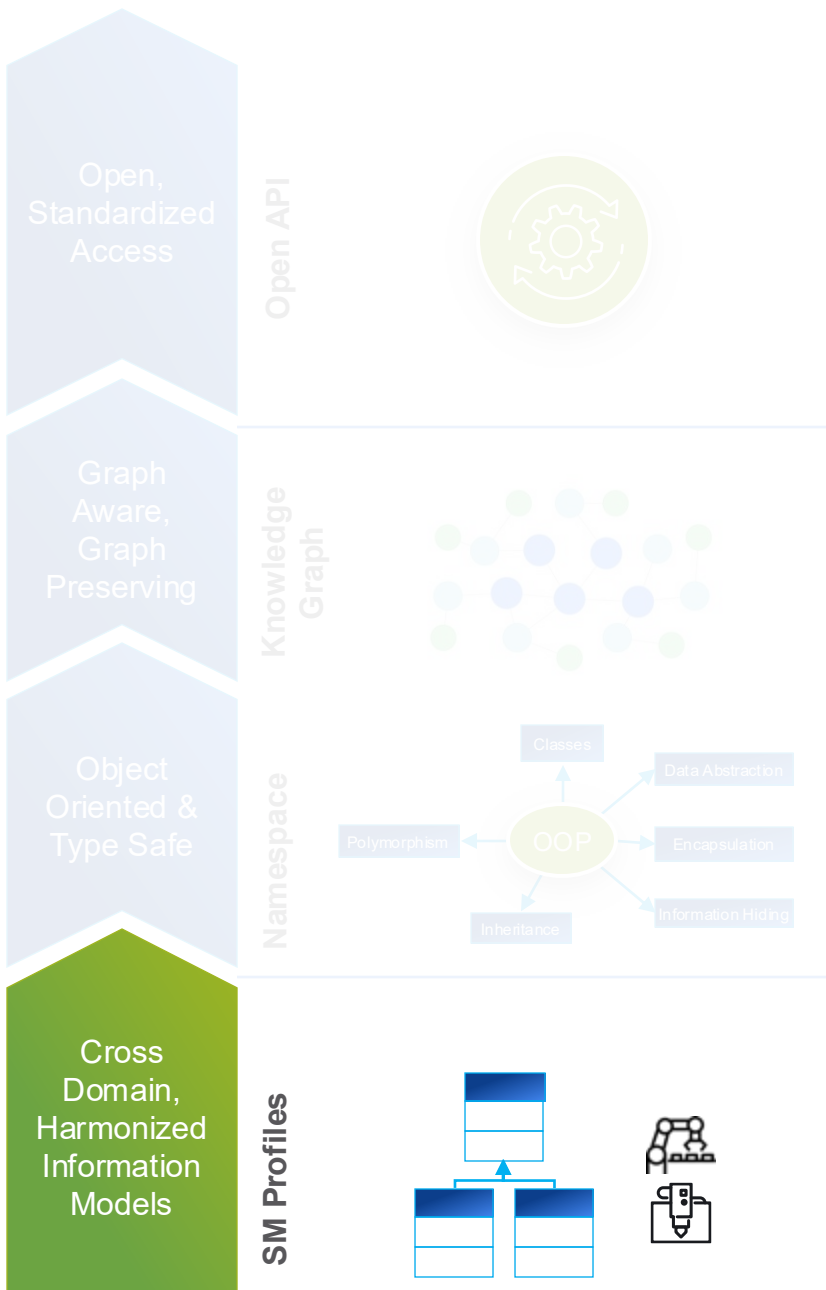 Open,
Standardized
Access
Open API
Graph
Aware,
Graph
Preserving
Knowledge
Graph
Object
Oriented &
Type Safe
Namespace
Classes
Data Abstraction
OOP
Polymorphism
Encapsulation
Information Hiding
Inheritance
Cross
Domain,
Harmonized
Information
Models
SM Profiles